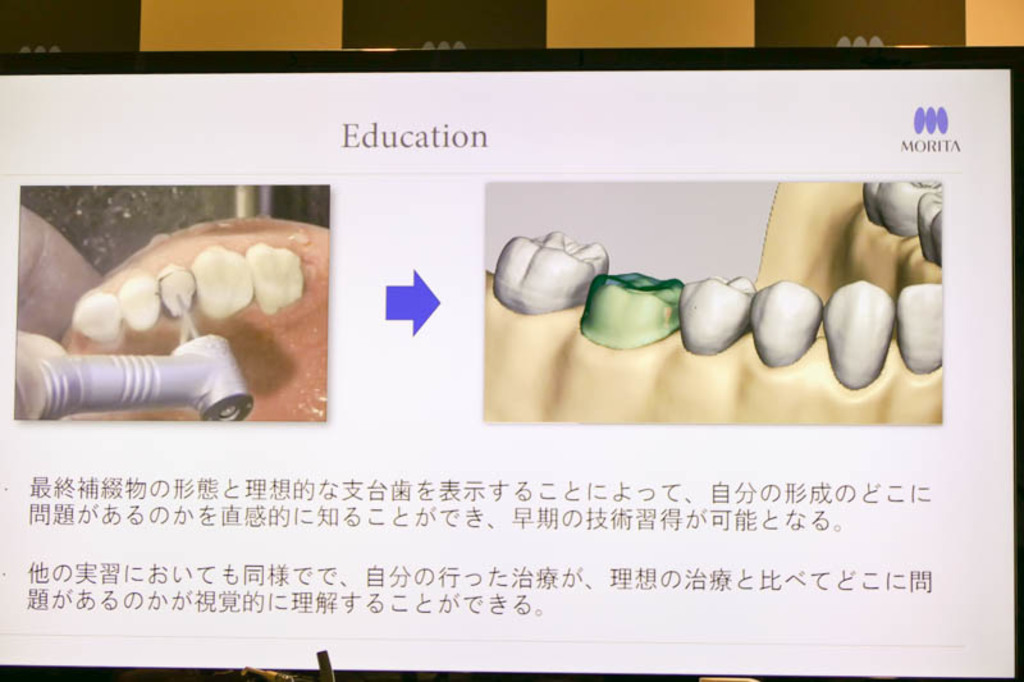 Education
MORITA
・最終補綴物の形態と理想的な支台歯を表示することによって、自分の形成のどこに
問題があるのかを直感的に知ることができ、早期の技術習得が可能となる。
・他の実習においても同様でで、自分の行った治療が、理想の治療と比べてどこに問
題があるのかが視覚的に理解することができる。